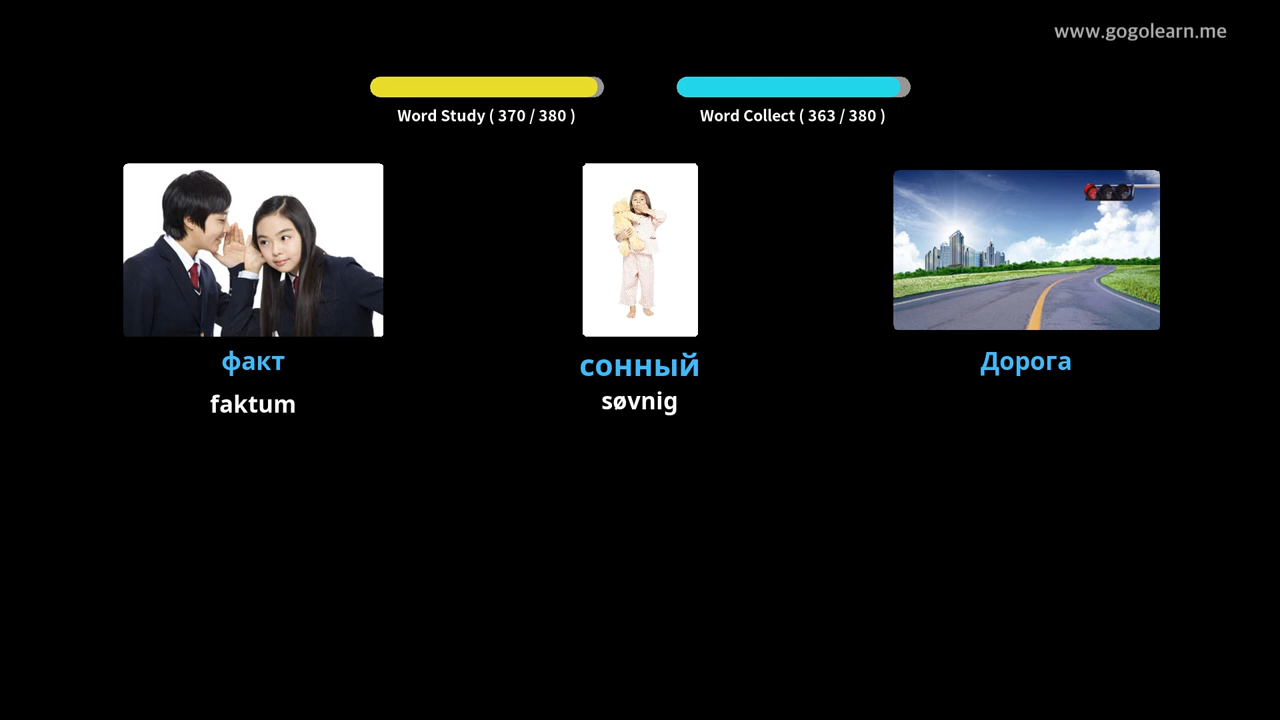 www.gogolearn.me
Word Study ( 370 / 380 )
Word Collect ( 363 / 380 )
факт
faktum
сонный
søvnig
Дорога